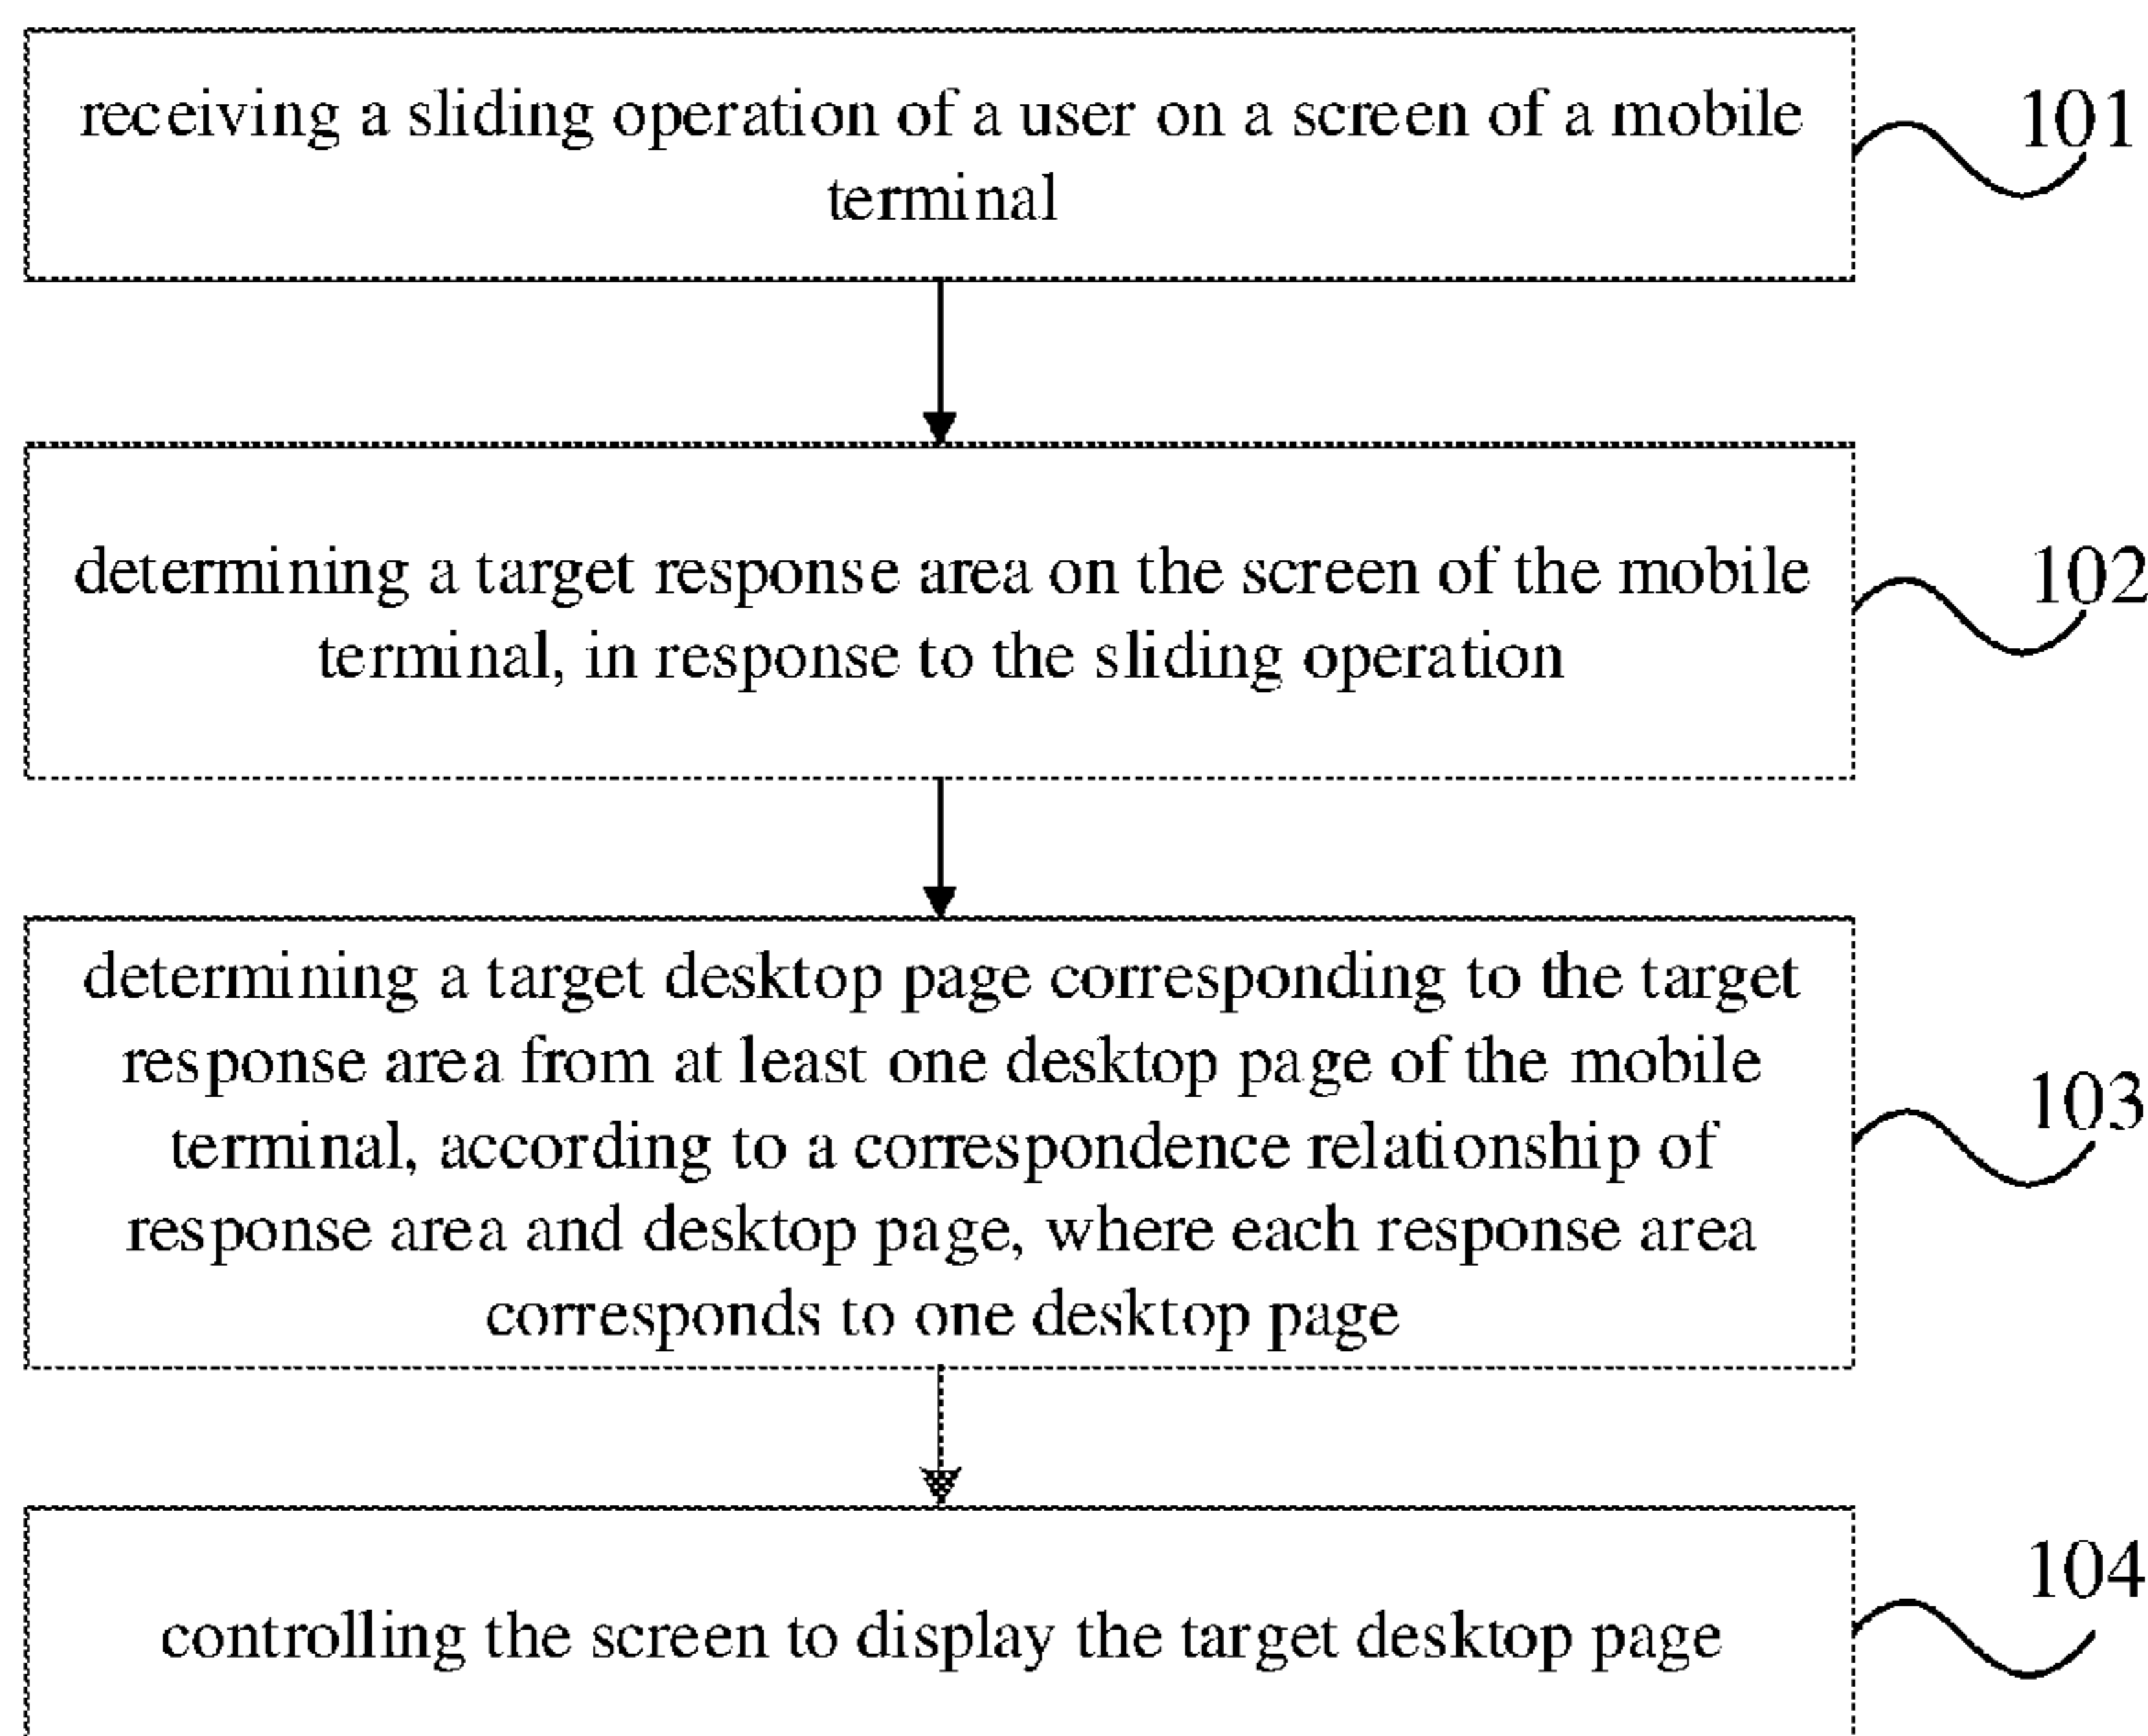 receiving a sliding operation of a user on a screen of a mobile
terminal
101
determining a target response area on the screen of the mobile
terminal, in response to the sliding operation
102
determining a target desktop page corresponding to the target
response area from at least one desktop page of the mobile
terminal, according to a correspondence relationship of
response area and desktop page, where each response area
corresponds to one desktop page
103
controlling the screen to display the target desktop page
104